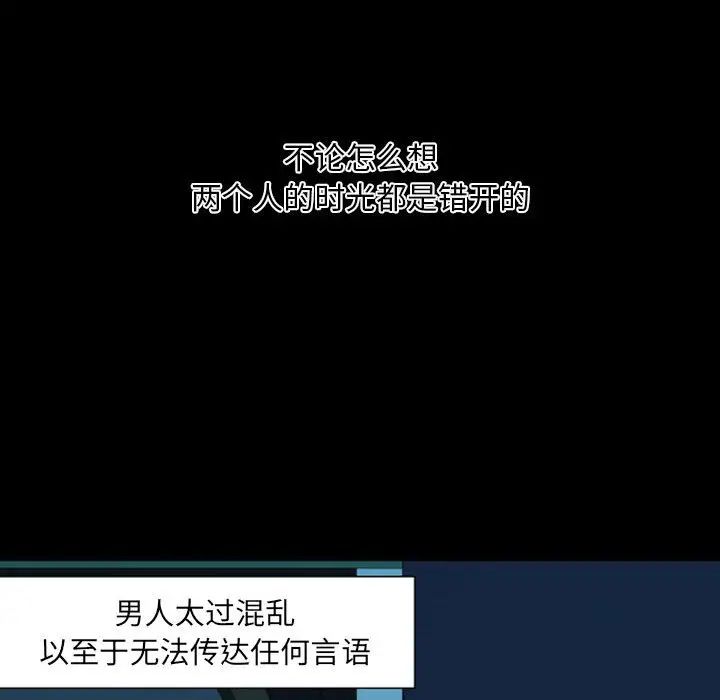 不论怎么想
两个人的时光都是错开的
男人太过混乱
以至于无法传达任何言语